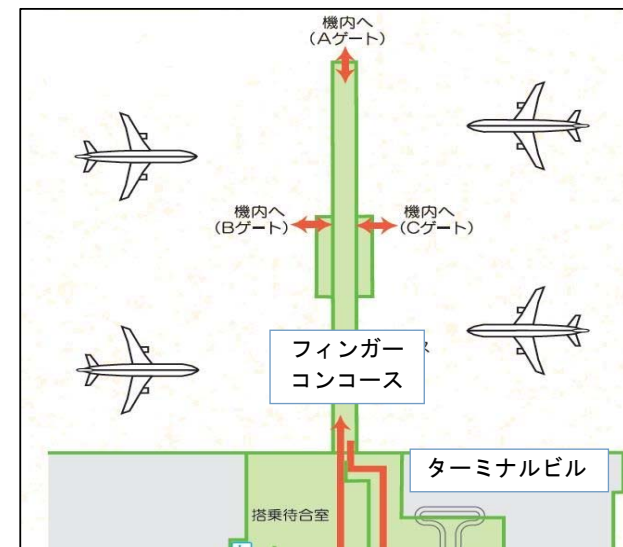 機内へ
(Aゲート)
機内へ
(Bゲート)
機内へ
(Cゲート)
フィンガー
コンコース
ス
ターミナルビル
搭乗待合室